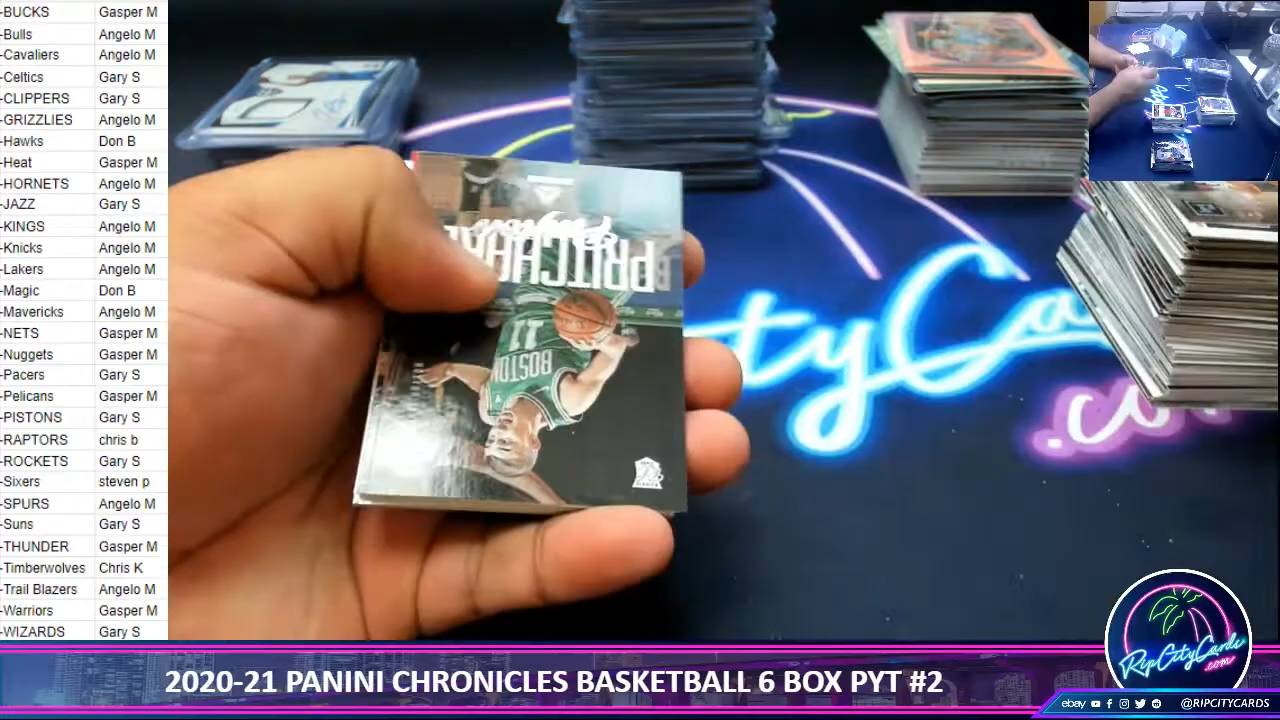 -BUCKS Gasper M
-Bulls Angelo M
-Cavaliers Angelo M
-Celtics Gary S
-CLIPPERS Gary S
-GRIZZLIES Angelo M
-Hawks Don B
-Heat Gasper M
-HORNETS Angelo M
-JAZZ Gary S
-KINGS Angelo M
-Knicks Angelo M
-Lakers Angelo M
-Magic Don B
-Mavericks Angelo M
-NETS Gasper M
-Nuggets Gasper M
-Pacers Gary S
-Pelicans Gasper M
-PISTONS Gary S
-RAPTORS chris b
-ROCKETS Gary S
-Sixers steven p
-SPURS Angelo M
-Suns Gary S
-THUNDER Gasper M
-Timberwolves Chris K
-Trail Blazers Angelo M
-Warriors Gasper M
-WIZARDS Gary S
Payton
BOSTON
11
.com
RipCityCards
.com
2020-21 PANINI CHRONICLES BASKETBALL 6 BOX PYT #2
ebay @RIPCITYCARDS